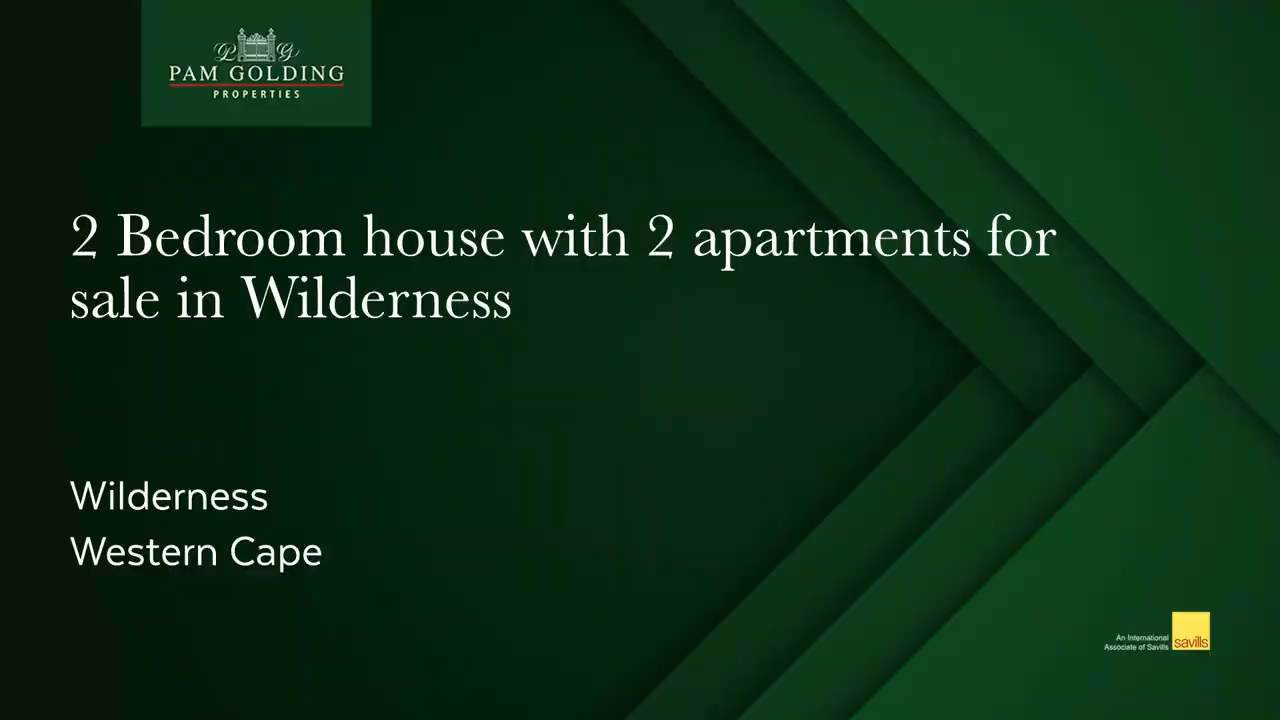 PG
PAM GOLDING
PROPERTIES
2 Bedroom house with 2 apartments for
sale in Wilderness
Wilderness
Western Cape
An International
Associate of Savills
savills